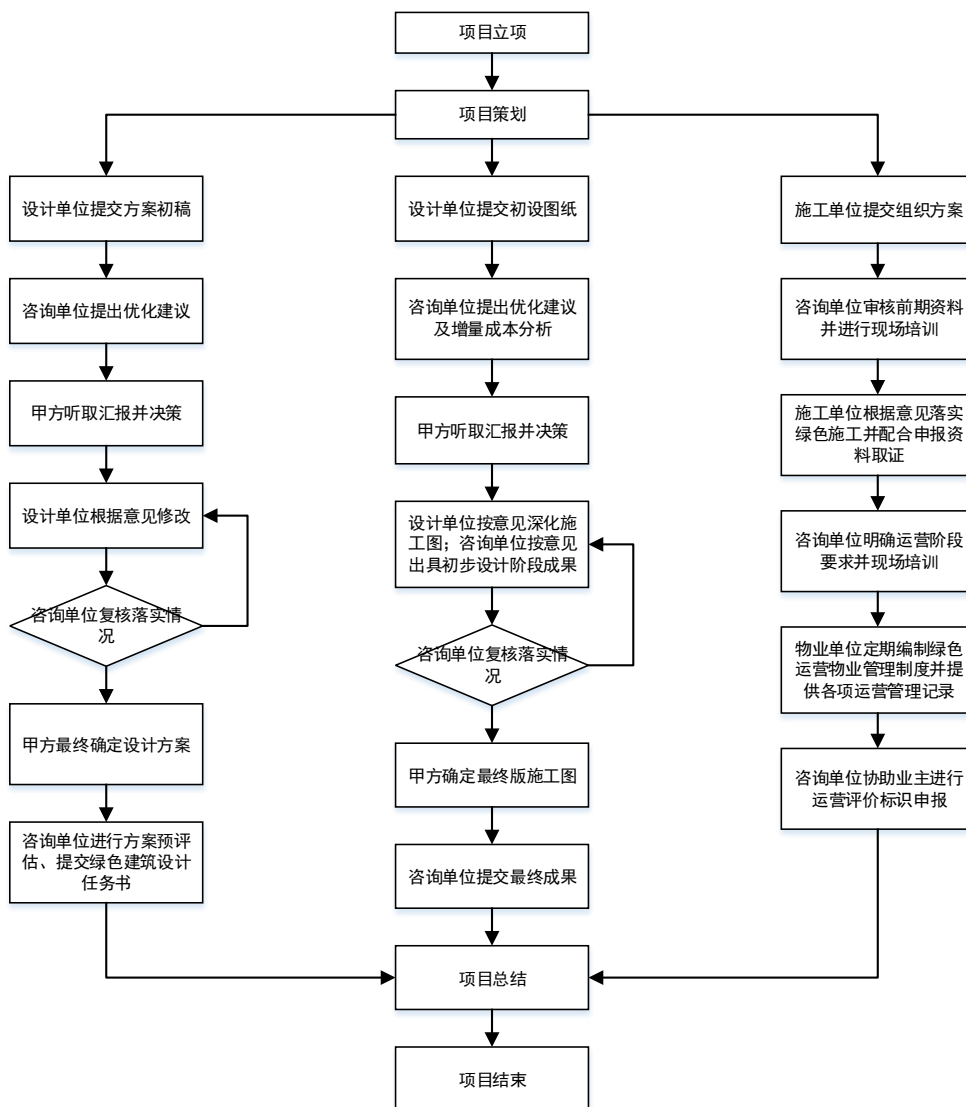 项目立项
项目策划
设计单位提交方案初稿
咨询单位提出优化建议
甲方听取汇报并决策
设计单位根据意见修改
咨询单位复核落实情
况
甲方最终确定设计方案
咨询单位进行方案预评
估、提交绿色建筑设计
任务书
设计单位提交初设图纸
咨询单位提出优化建议
及增量成本分析
甲方听取汇报并决策
设计单位按意见深化施
工图；咨询单位按意见
出具初步设计阶段成果
咨询单位复核落实情
况
甲方确定最终版施工图
咨询单位提交最终成果
施工单位提交组织方案
咨询单位审核前期资料
并进行现场培训
施工单位根据意见落实
绿色施工并配合申报资
料取证
咨询单位明确运营阶段
要求并现场培训
物业单位定期编制绿色
运营物业管理制度并提
供各项运营管理记录
咨询单位协助业主进行
运营评价标识申报
项目总结
项目结束